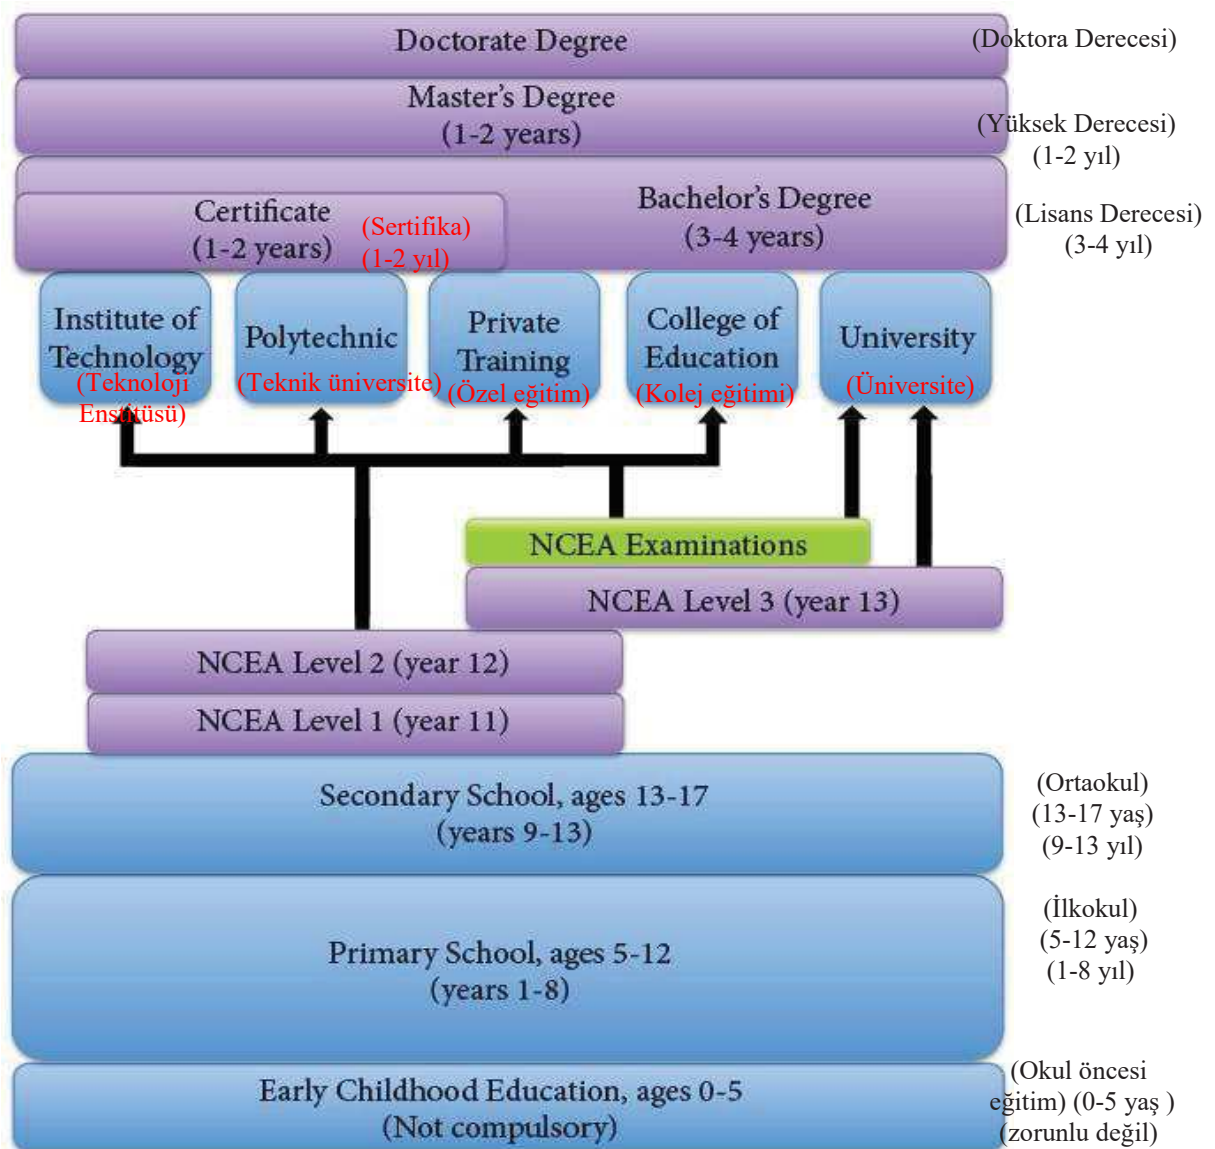 Doctorate Degree
(Doktora Derecesi)
Master's Degree
(1-2 years)
(Yüksek Derecesi)
(1-2 yıl)
Certificate
(1-2 years)
(Sertifika)
(1-2 yıl)
Bachelor's Degree
(3-4 years)
(Lisans Derecesi)
(3-4 yıl)
Institute of
Technology
(Teknoloji
Enstitüsü)
Polytechnic
(Teknik üniversite)
Private
Training
(Özel eğitim)
College of
Education
(Kolej eğitimi)
University
(Üniversite)
NCEA Examinations
NCEA Level 3 (year 13)
NCEA Level 2 (year 12)
NCEA Level 1 (year 11)
Secondary School, ages 13-17
(years 9-13)
(Ortaokul)
(13-17 yaş)
(9-13 yıl)
Primary School, ages 5-12
(years 1-8)
(İlkokul)
(5-12 yaş)
(1-8 yıl)
Early Childhood Education, ages 0-5
(Not compulsory)
(Okul öncesi
eğitim) (0-5 yaş )
(zorunlu değil)